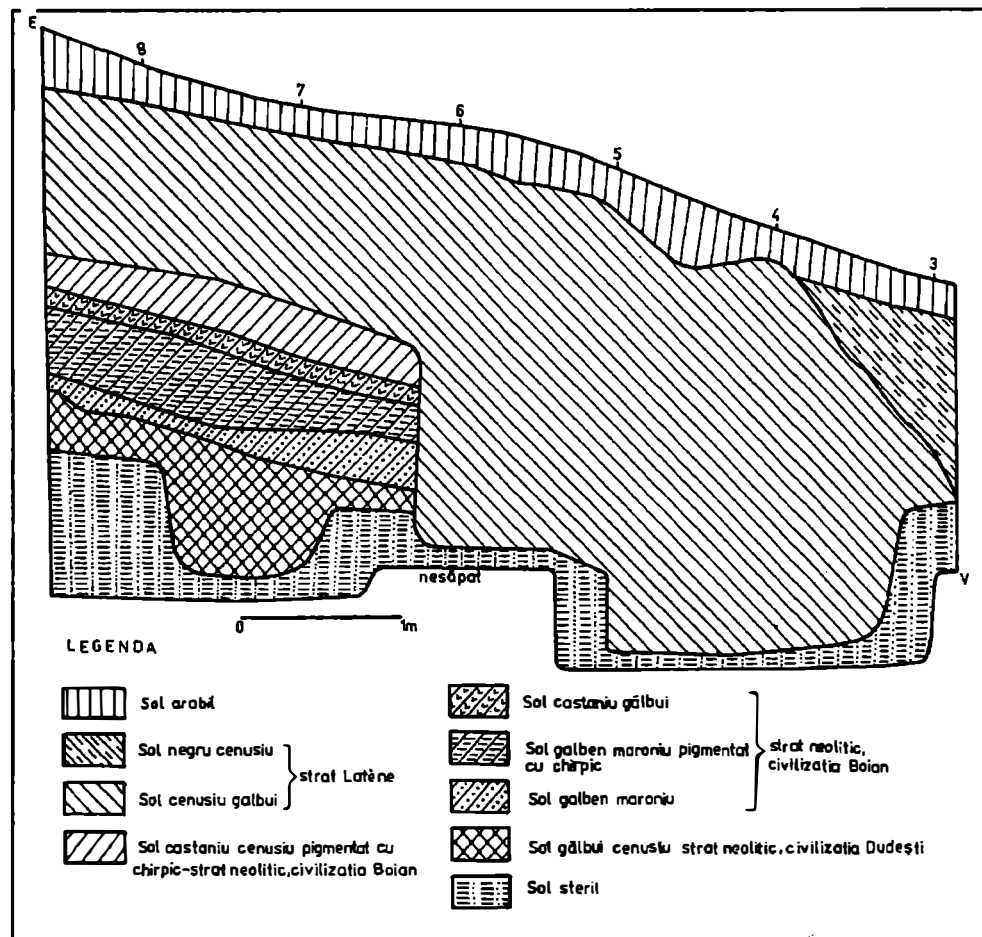 E
8
7
6
5
4
3
nesăpat
V
0 1m
LEGENDA
Sol arabil
Sol negru cenusiu
strat Latène
Sol cenusiu gălbui
Sol castaniu cenusiu pigmentat cu
chirpic-strat neolitic, civilizatia Boian
Sol castaniu gălbui
Sol galben maroniu pigmentat
cu chirpic
strat neolitic,
civilizatia Boian
Sol galben maroniu
Sol gălbui cenusiu strat neolitic, civilizatia Dudești
Sol steril